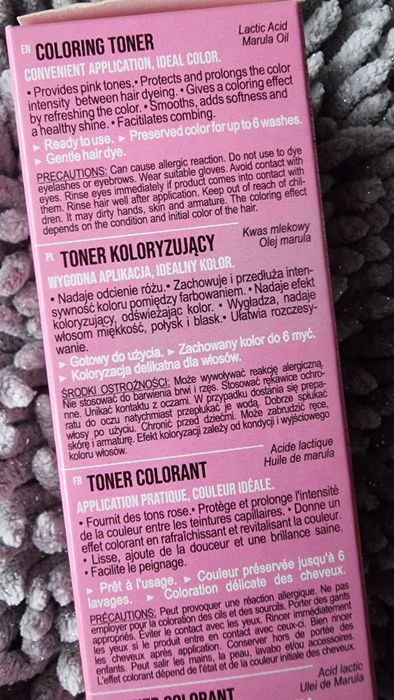 EN COLORING TONER
Lactic Acid
Marula Oil
CONVENIENT APPLICATION, IDEAL COLOR.
• Provides pink tones. • Protects and prolongs the color
intensity between hair dyeing. • Gives a coloring effect
by refreshing the color. • Smooths, adds softness and
a healthy shine. • Facitilates combing.
► Ready to use. ► Preserved color for up to 6 washes.
► Gentle hair dye.
PRECAUTIONS: Can cause allergic reaction. Do not use to dye
eyelashes or eyebrows. Wear suitable gloves. Avoid contact with
eyes. Rinse eyes immediately if product comes into contact with
them. Rinse hair well after application. Keep out of reach of chil-
dren. It may dirty hands, skin and armature. The coloring effect
depends on the condition and initial color of the hair.
PL TONER KOLORYZUJĄCY
Kwas mlekowy
Olej marula
WYGODNA APLIKACJA, IDEALNY KOLOR.
• Nadaje odcienie różu. • Zachowuje i przedłuża inten-
sywność koloru pomiędzy farbowaniem. • Nadaje efekt
koloryzujący, odświeżając kolor. • Wygładza, nadaje
włosom miękkość, połysk i blask. • Ułatwia rozczesy-
wanie.
► Gotowy do użycia. ► Zachowany kolor do 6 myć.
► Koloryzacja delikatna dla włosów.
ŚRODKI OSTROŻNOŚCI: Może wywoływać reakcję alergiczną.
Nie stosować do barwienia brwi i rzęs. Stosować rękawice ochron-
ne. Unikać kontaktu z oczami. W przypadku dostania się prepa-
ratu do oczu natychmiast przepłukać je wodą. Dobrze spłukać
włosy po użyciu. Chronić przed dziećmi. Może zabrudzić ręce,
skórę i armaturę. Efekt koloryzacji zależy od kondycji i wyjściowego
koloru włosów.
FR TONER COLORANT
Acide lactique
Huile de marula
APPLICATION PRATIQUE, COULEUR IDÉALE.
• Fournit des tons rose. • Protège et prolonge l'intensité
de la couleur entre les teintures capillaires. • Donne un
effet colorant en rafraîchissant et revitalisant la couleur.
• Lisse, ajoute de la douceur et une brillance saine.
• Facilite le peignage.
► Prêt à l'usage. ► Couleur préservée jusqu'à 6
lavages. ► Coloration délicate des cheveux.
PRÉCAUTIONS: Peut provoquer une réaction allergique. Ne pas
employer pour la coloration des cils et des sourcils. Porter des gants
appropriés. Éviter le contact avec les yeux. Rincer immédiatement
les yeux si le produit entre en contact avec ceux-ci. Bien rincer
les cheveux après application. Conserver hors de portée des
enfants. Peut salir les mains, la peau, lavabo et/ou accessoires.
L'effet colorant dépend de l'état et de la couleur initiale des cheveux.
Acid lactic
Ulei de Marula
COLORANT